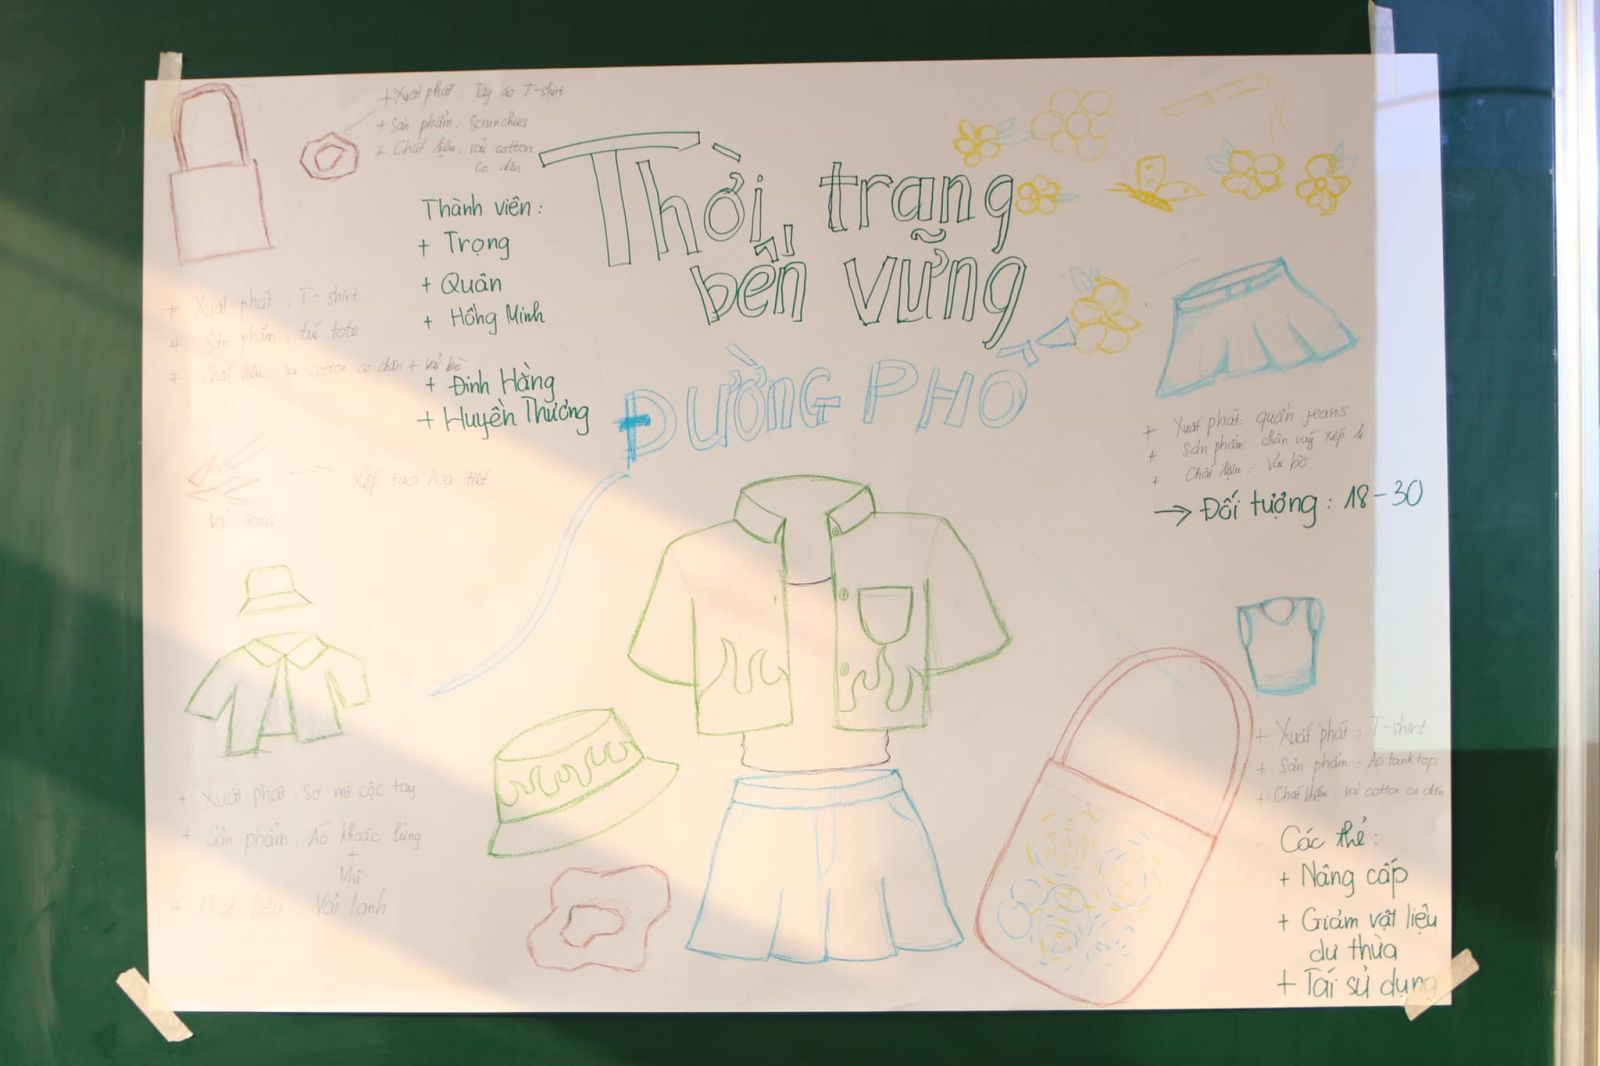 + Xuất phát : Tay áo T-shirt
+ Sản phẩm : Scrunchies
+ Chất liệu : vải cotton
co dãn
Thời trang
bền vững
ĐƯỜNG PHỐ
Thành viên :
+ Trọng
+ Quân
+ Hồng Minh
+ Đinh Hằng
+ Huyền Thương
+ Xuất phát : T-shirt
+ Sản phẩm : túi tote
+ Chất liệu : vải cotton co dãn + vải bò
Xếp tạo hoạ tiết
Vải thừa
+ Xuất phát : Sơ mi cộc tay
+ Sản phẩm : Áo khoác lửng
+
Mũ
+ Chất liệu : Vải lanh
+ Xuất phát : quần jeans
+ Sản phẩm : chân váy xếp li
+ Chất liệu : Vải bò
→ Đối tượng : 18-30
+ Xuất phát : T-shirt
+ Sản phẩm : Áo tanktop
+ Chất liệu : vải cotton co dãn
Các thẻ :
+ Nâng cấp
+ Giảm vật liệu
dư thừa
+ Tái sử dụng